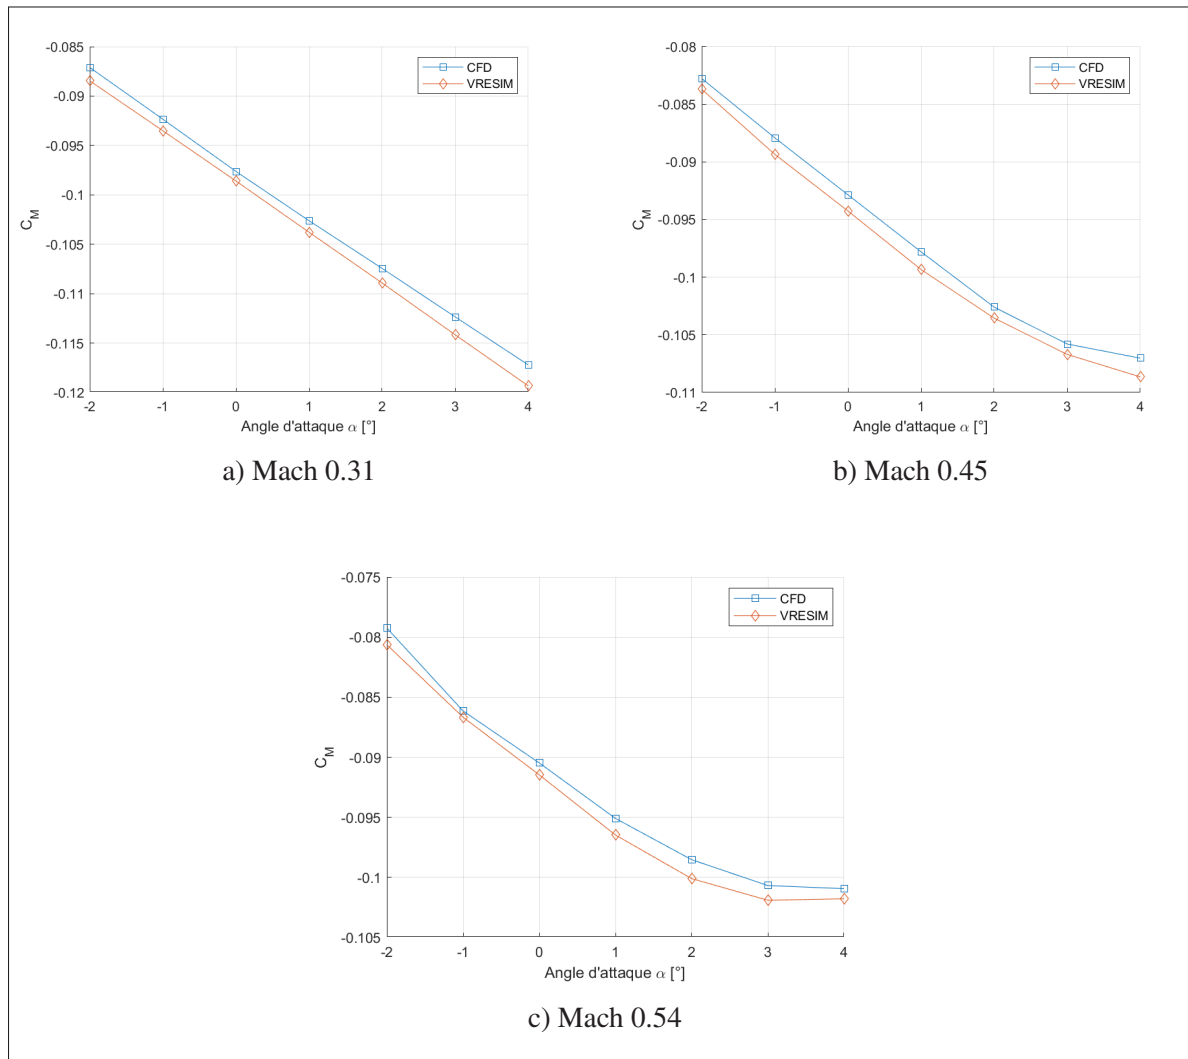 -0.085
-0.09
-0.095
-0.1
-0.105
-0.11
-0.115
-0.12
C_M
-2 -1 0 1 2 3 4
Angle d'attaque α [°]
CFD
VRESIM
a) Mach 0.31
-0.08
-0.085
-0.09
-0.095
-0.1
-0.105
-0.11
C_M
-2 -1 0 1 2 3 4
Angle d'attaque α [°]
CFD
VRESIM
b) Mach 0.45
-0.075
-0.08
-0.085
-0.09
-0.095
-0.1
-0.105
C_M
-2 -1 0 1 2 3 4
Angle d'attaque α [°]
CFD
VRESIM
c) Mach 0.54